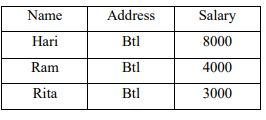 Name Address Salary
Hari Btl 8000
Ram Btl 4000
Rita Btl 3000